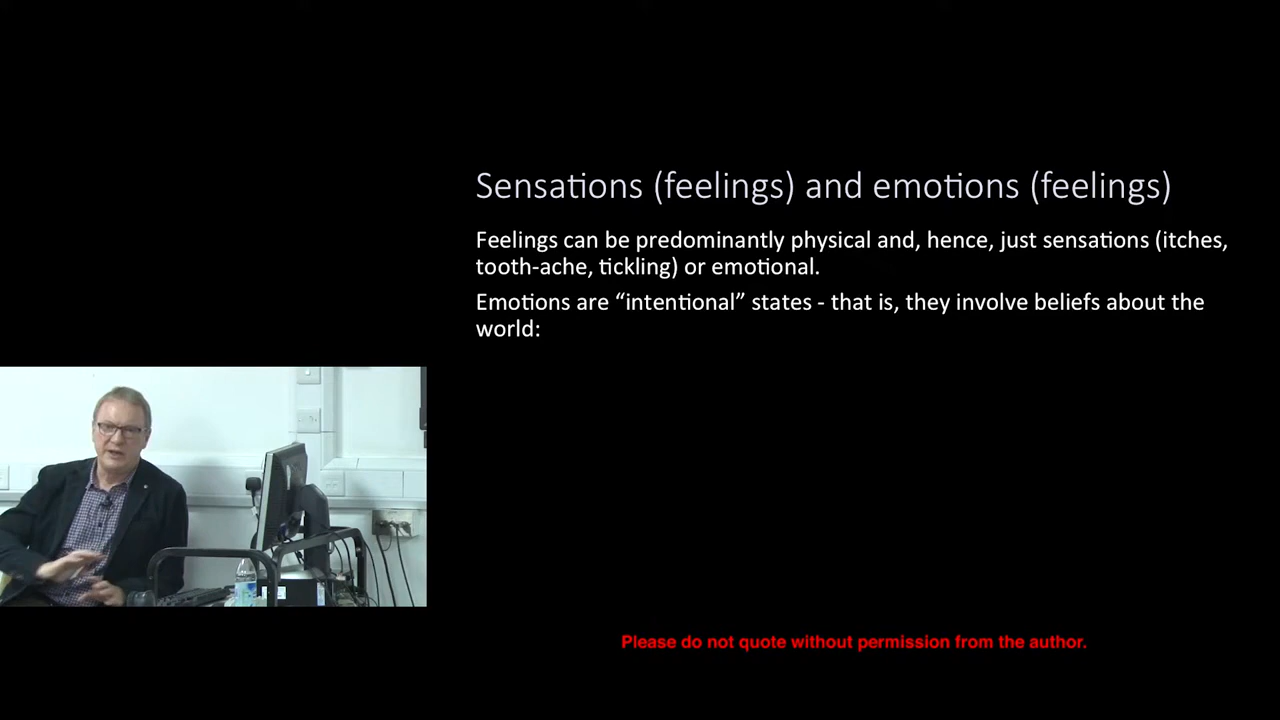 Sensations (feelings) and emotions (feelings)
Feelings can be predominantly physical and, hence, just sensations (itches,
tooth-ache, tickling) or emotional.
Emotions are “intentional” states - that is, they involve beliefs about the
world:
Please do not quote without permission from the author.